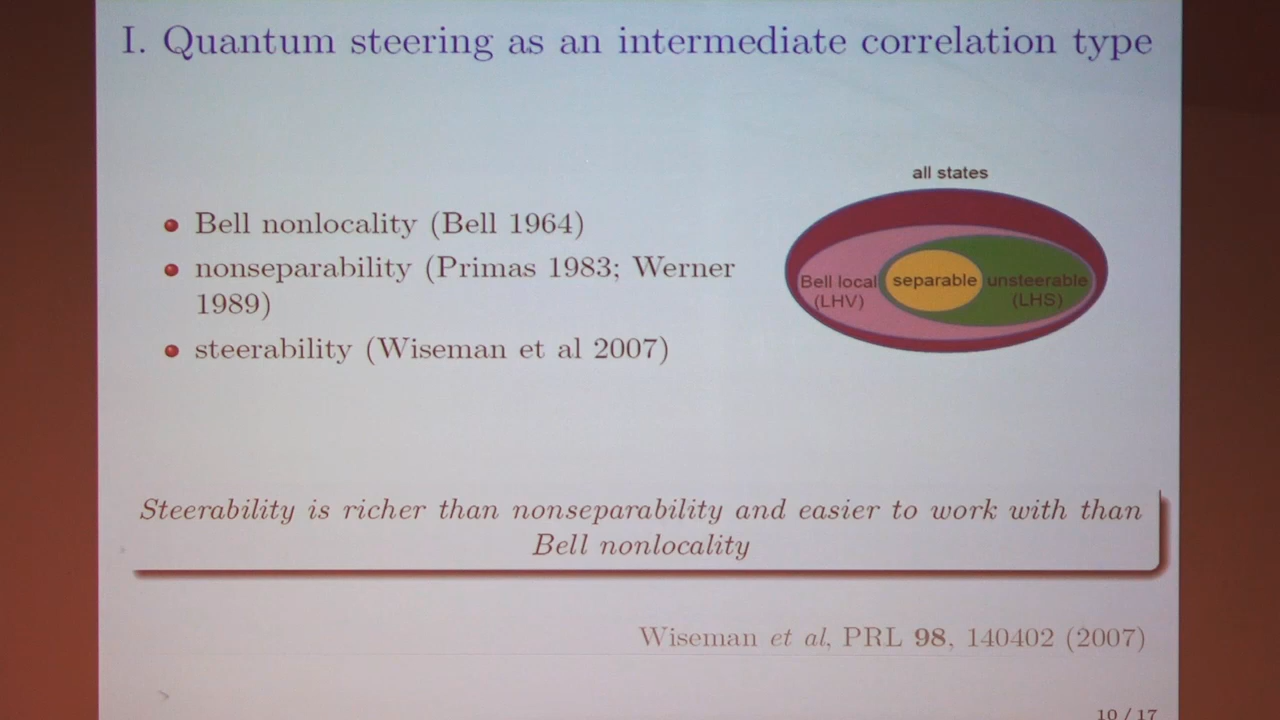 I. Quantum steering as an intermediate correlation type
all states
Bell nonlocality (Bell 1964)
nonseparability (Primas 1983; Werner
1989)
steerability (Wiseman et al 2007)
Bell local
(LHV)
separable
unsteerable
(LHS)
Steerability is richer than nonseparability and easier to work with than
Bell nonlocality
Wiseman et al, PRL 98, 140402 (2007)
10 / 17